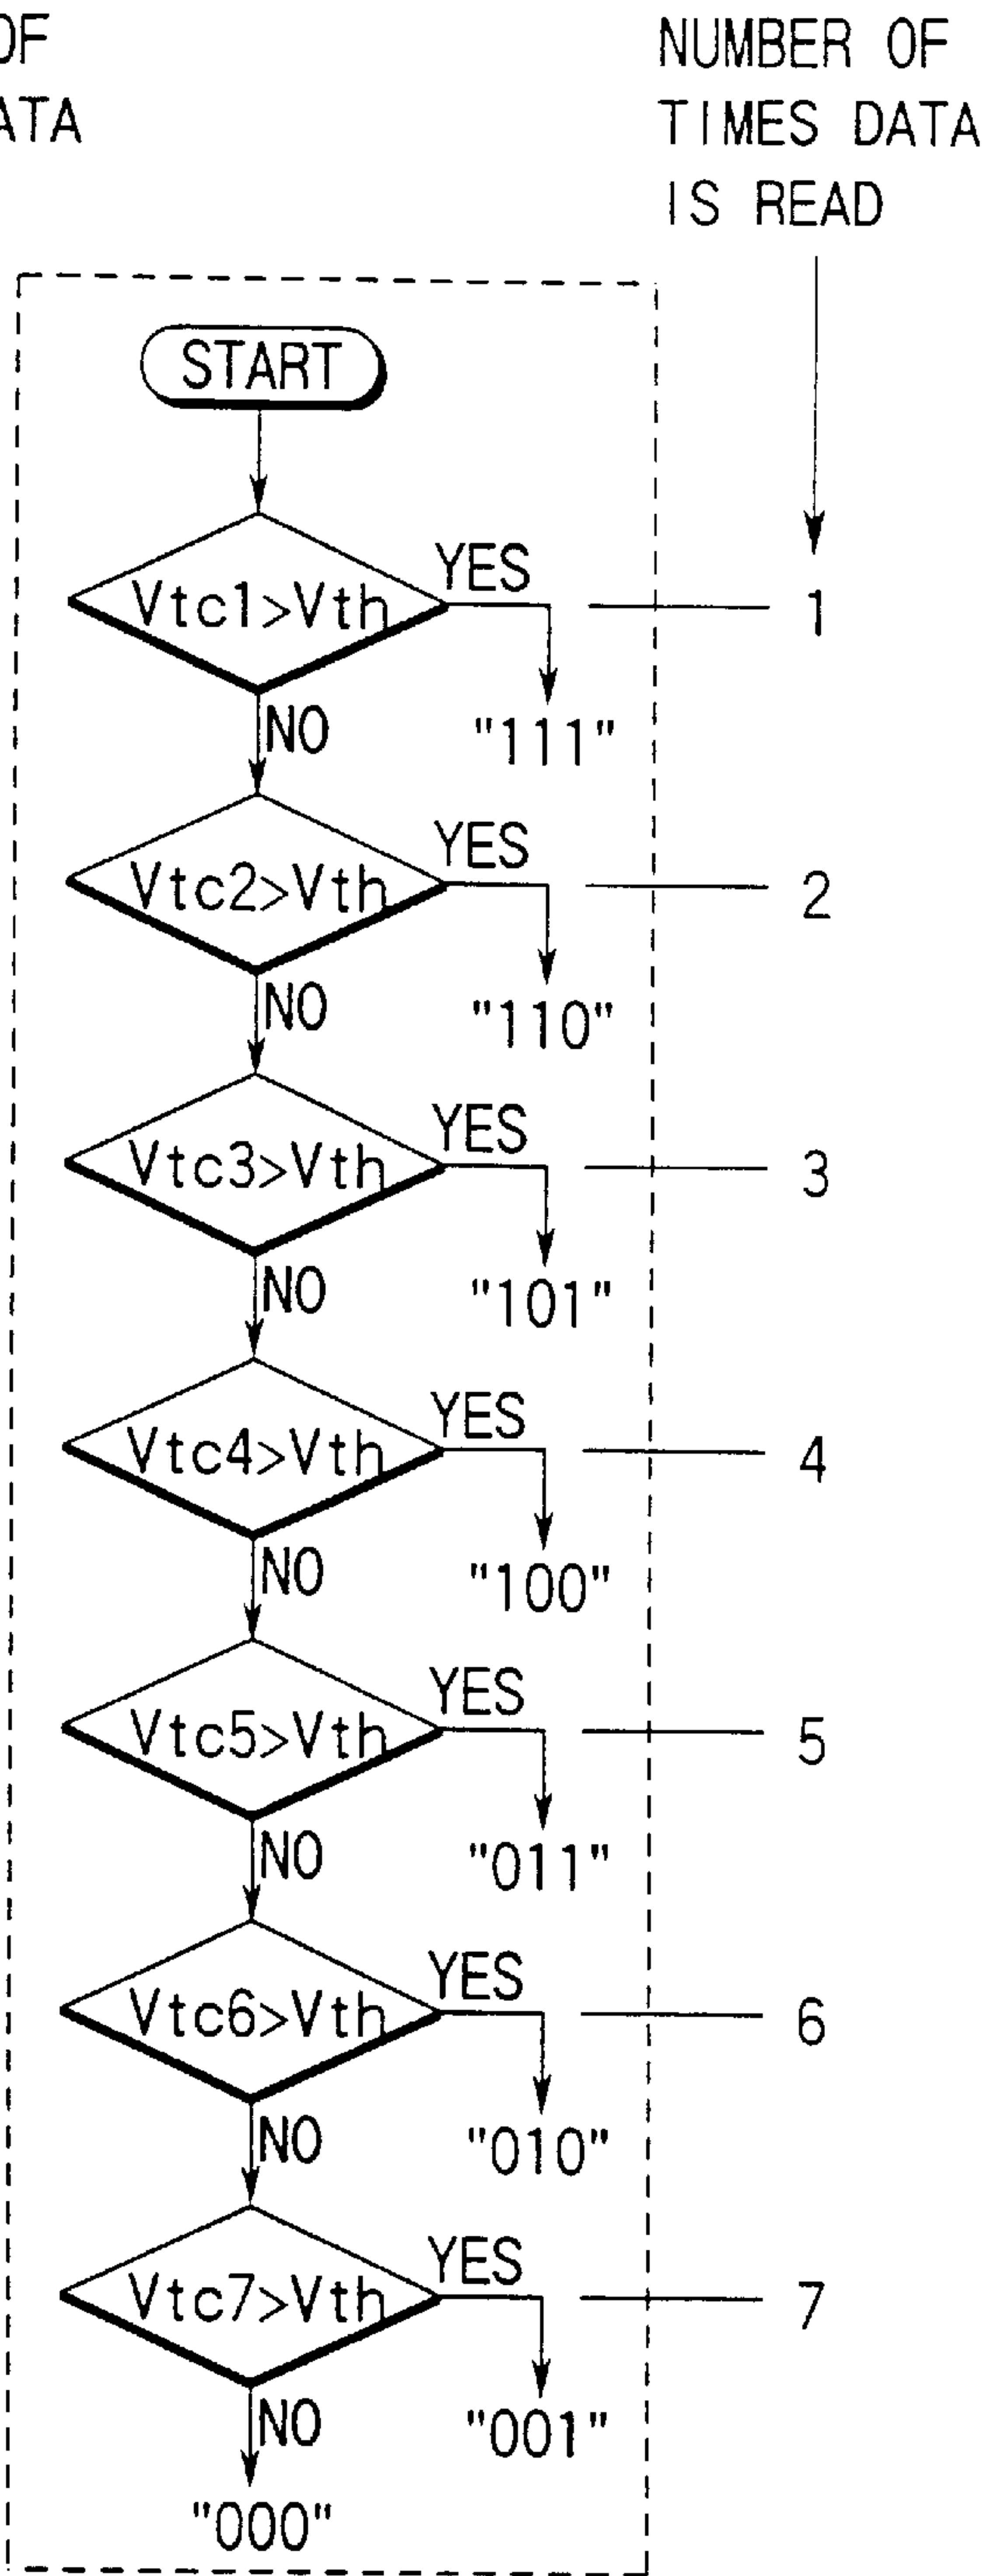 OF
ATA
NUMBER OF
TIMES DATA
IS READ
START
Vtc1>Vth
YES
1
"111"
NO
Vtc2>Vth
YES
2
"110"
NO
Vtc3>Vth
YES
3
"101"
NO
Vtc4>Vth
YES
4
"100"
NO
Vtc5>Vth
YES
5
"011"
NO
Vtc6>Vth
YES
6
"010"
NO
Vtc7>Vth
YES
7
"001"
NO
"000"